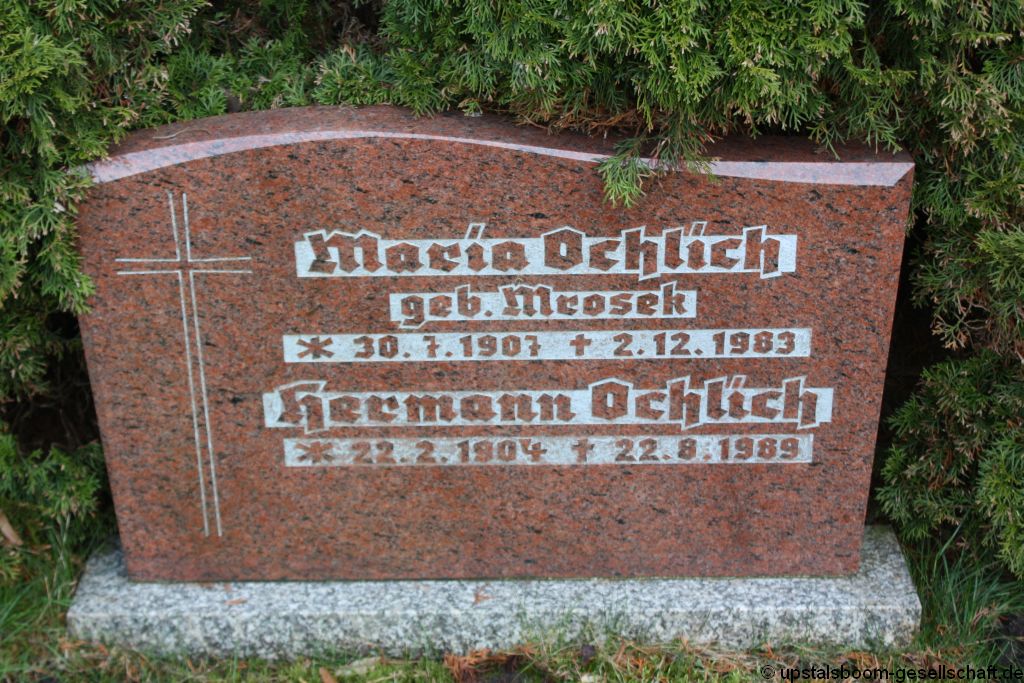 Maria Ochlich
geb. Mrosek
* 30.7.1907 † 2.12.1983
Hermann Ochlich
* 22.2.1904 † 22.8.1989
© upstalsboom-gesellschaft.de